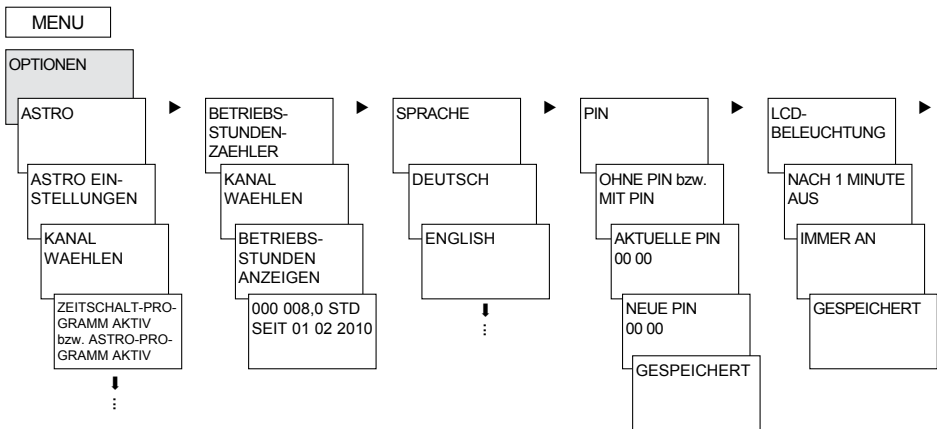 MENU
OPTIONEN
ASTRO
ASTRO EIN-
STELLUNGEN
KANAL
WAEHLEN
ZEITSCHALT-PRO-
GRAMM AKTIV
bzw. ASTRO-PRO-
GRAMM AKTIV
BETRIEBS-
STUNDEN-
ZAEHLER
KANAL
WAEHLEN
BETRIEBS-
STUNDEN
ANZEIGEN
000 008,0 STD
SEIT 01 02 2010
SPRACHE
DEUTSCH
ENGLISH
PIN
OHNE PIN bzw.
MIT PIN
AKTUELLE PIN
00 00
NEUE PIN
00 00
GESPEICHERT
LCD-
BELEUCHTUNG
NACH 1 MINUTE
AUS
IMMER AN
GESPEICHERT